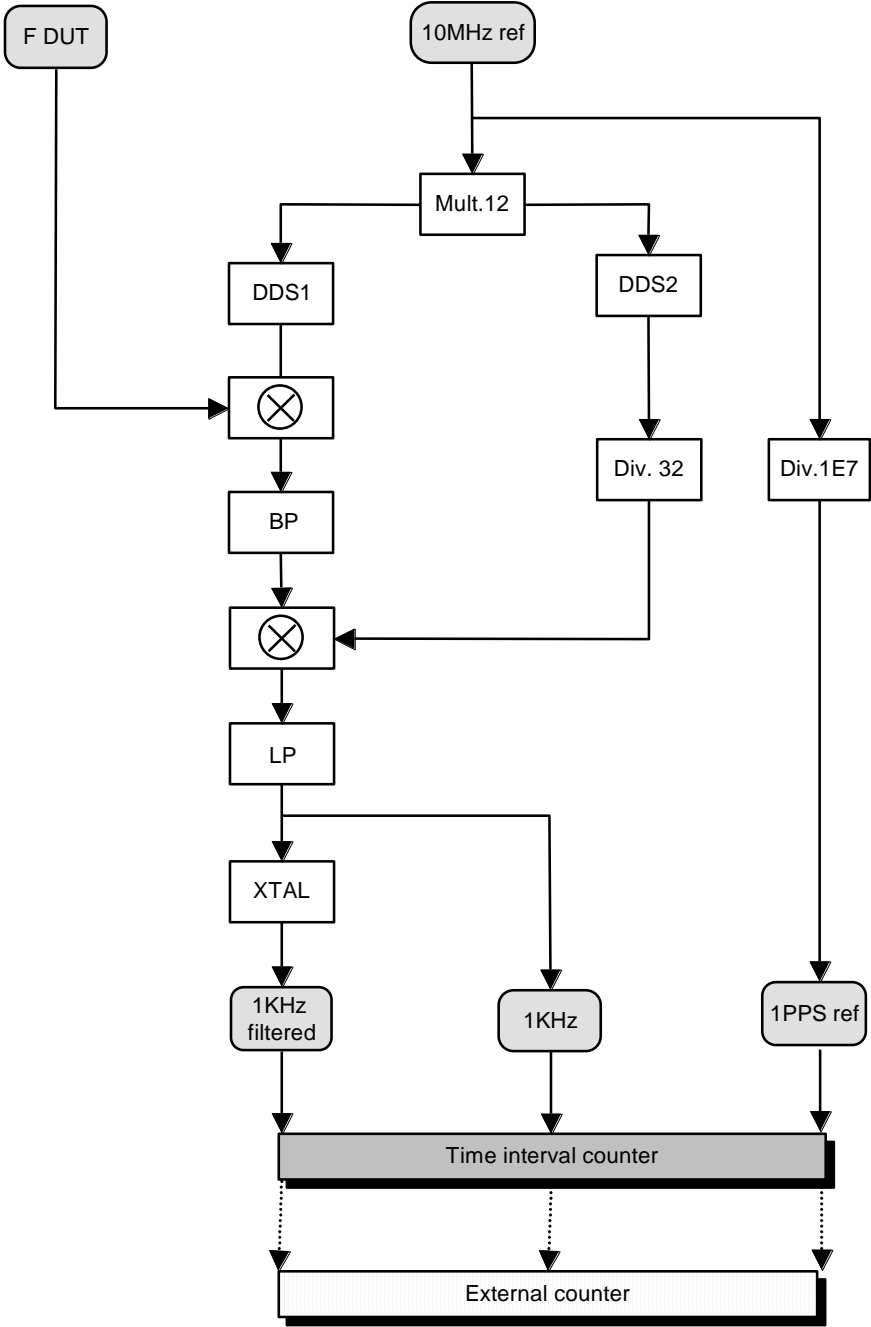 F DUT
10MHz ref
Mult.12
DDS1
DDS2
Div. 32
Div.1E7
BP
LP
XTAL
1KHz
filtered
1KHz
1PPS ref
Time interval counter
External counter